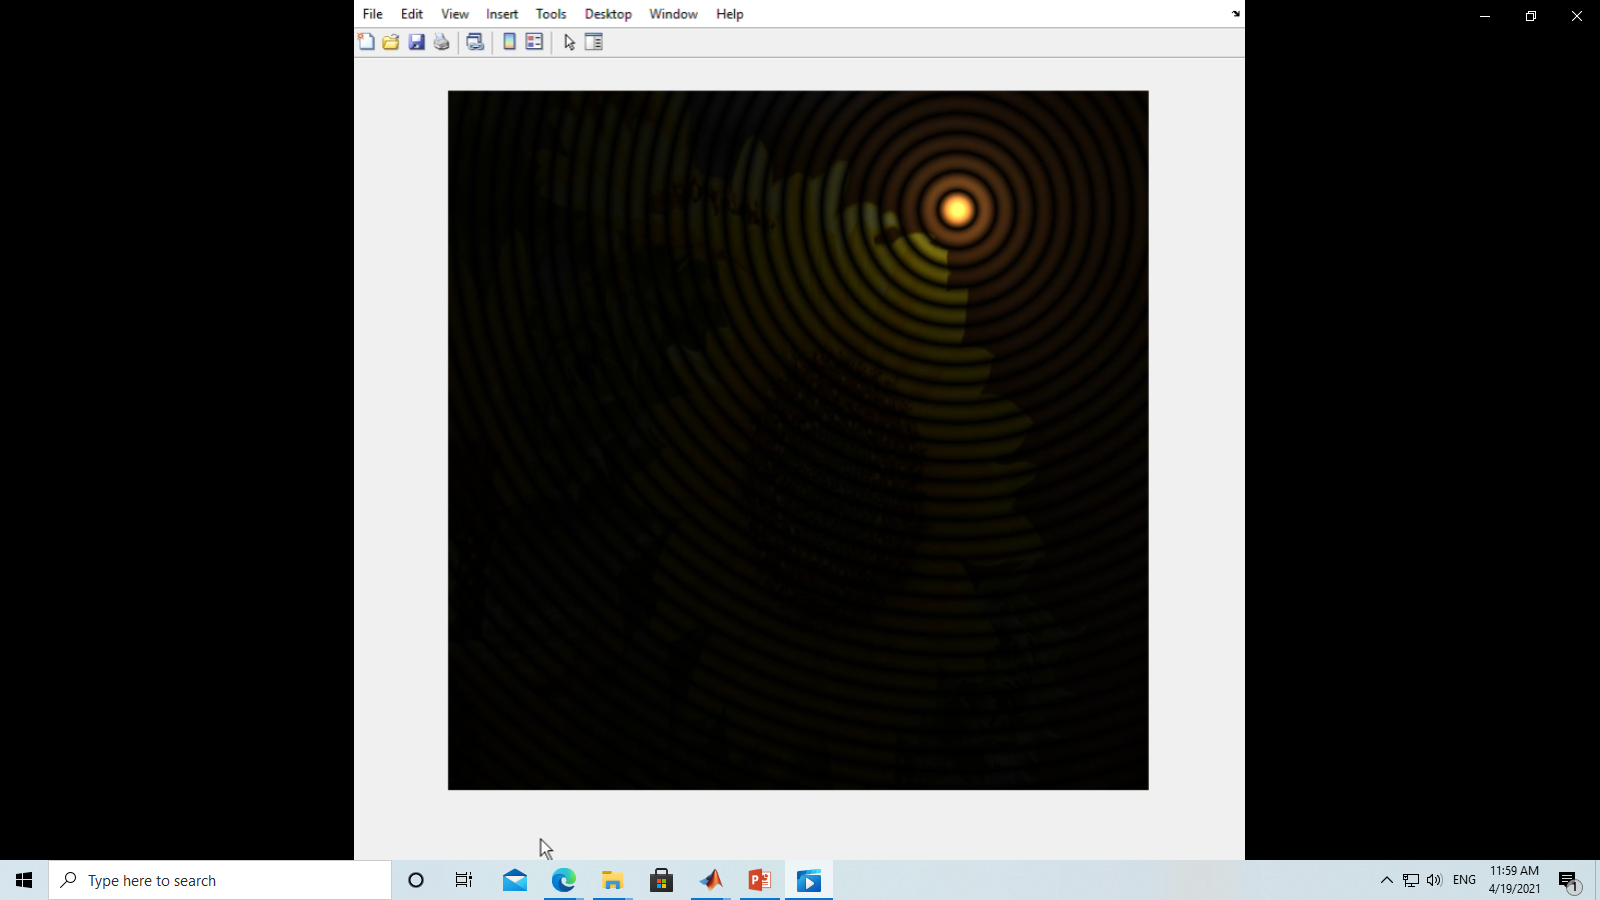 File Edit View Insert Tools Desktop Window Help
Type here to search
ENG
11:59 AM
4/19/2021
1